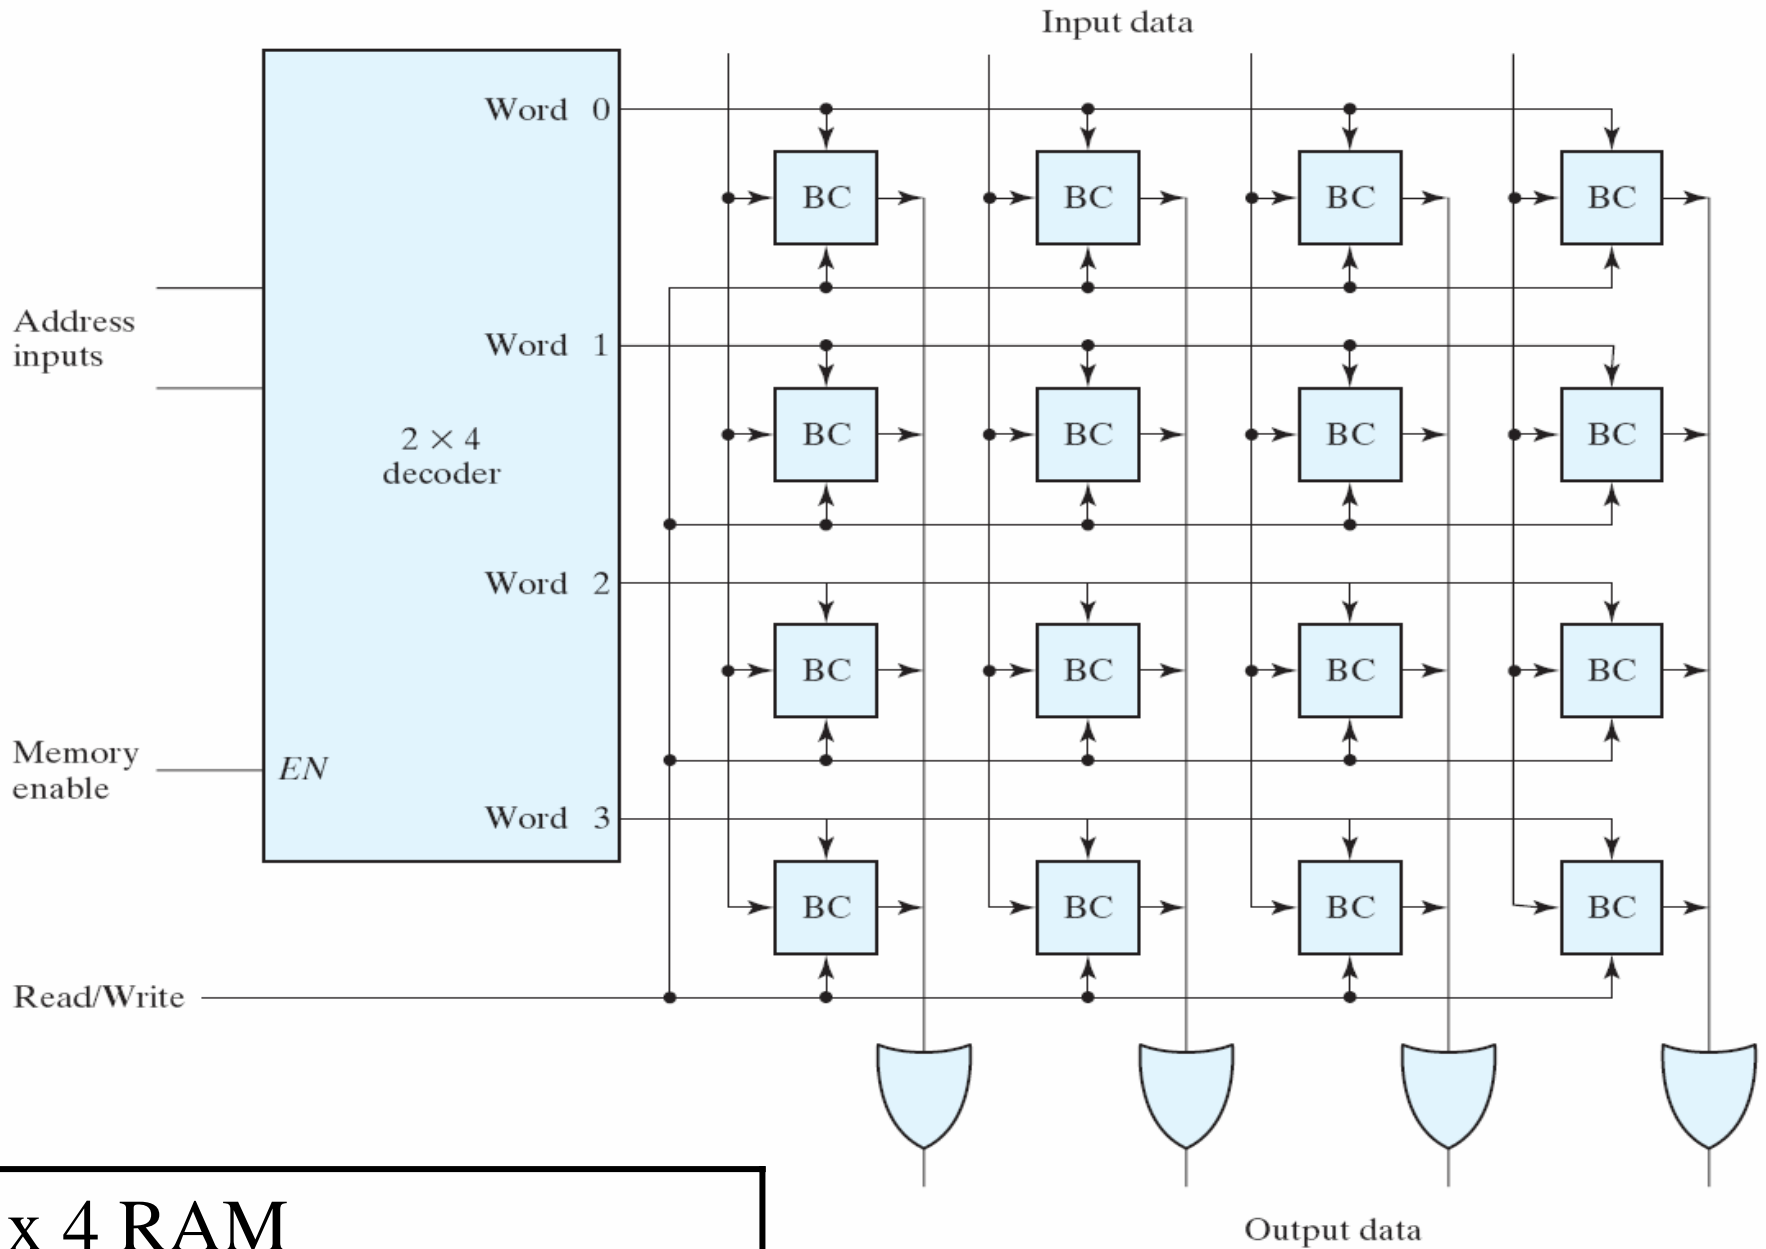 Input data
Word 0
BC BC BC BC
Address
inputs
Word 1
2 × 4
decoder
BC BC BC BC
Word 2
BC BC BC BC
Memory
enable
EN
Word 3
BC BC BC BC
Read/Write
x 4 RAM
Output data